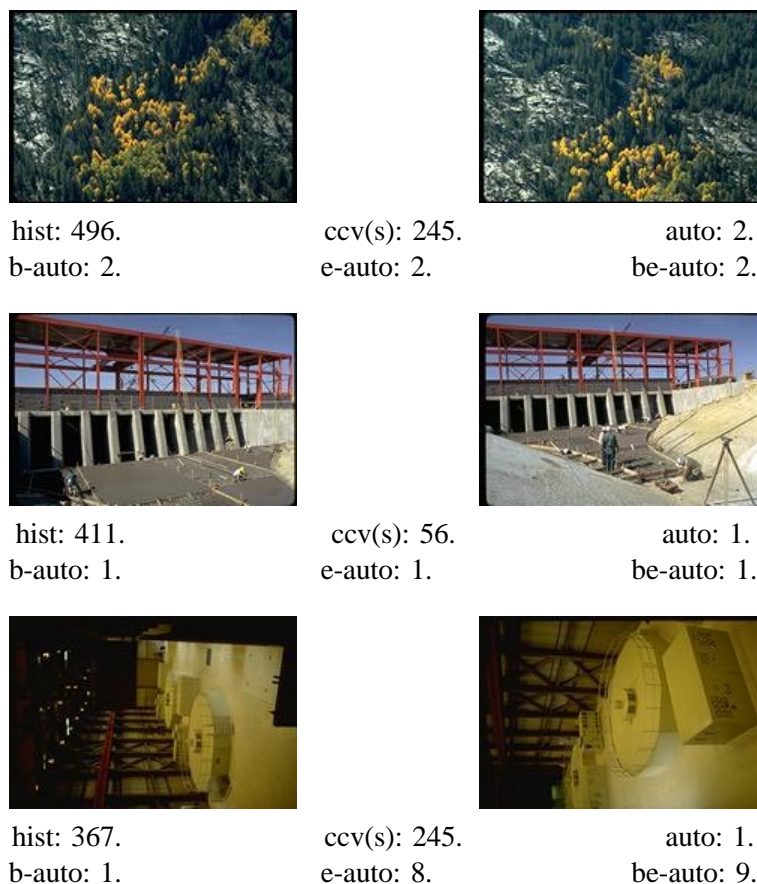 hist: 496. ccv(s): 245. auto: 2.
b-auto: 2. e-auto: 2. be-auto: 2.
hist: 411. ccv(s): 56. auto: 1.
b-auto: 1. e-auto: 1. be-auto: 1.
hist: 367. ccv(s): 245. auto: 1.
b-auto: 1. e-auto: 8. be-auto: 9.